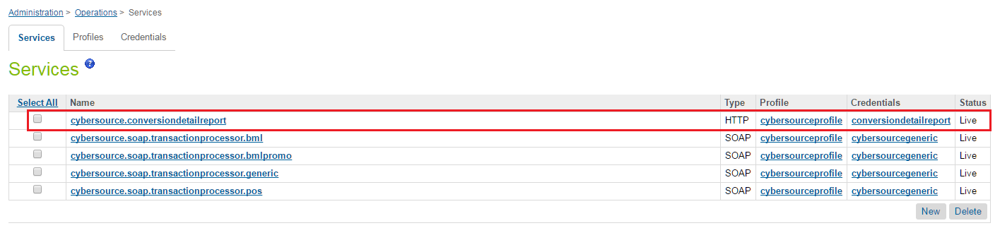 Administration > Operations > Services
Services Profiles Credentials
Services ?
Select All Name Type Profile Credentials Status
cybersource.conversiondetailreport HTTP cybersourceprofile conversiondetailreport Live
cybersource.soap.transactionprocessor.bml SOAP cybersourceprofile cybersourcegeneric Live
cybersource.soap.transactionprocessor.bmlpromo SOAP cybersourceprofile cybersourcegeneric Live
cybersource.soap.transactionprocessor.generic SOAP cybersourceprofile cybersourcegeneric Live
cybersource.soap.transactionprocessor.pos SOAP cybersourceprofile cybersourcegeneric Live
New Delete